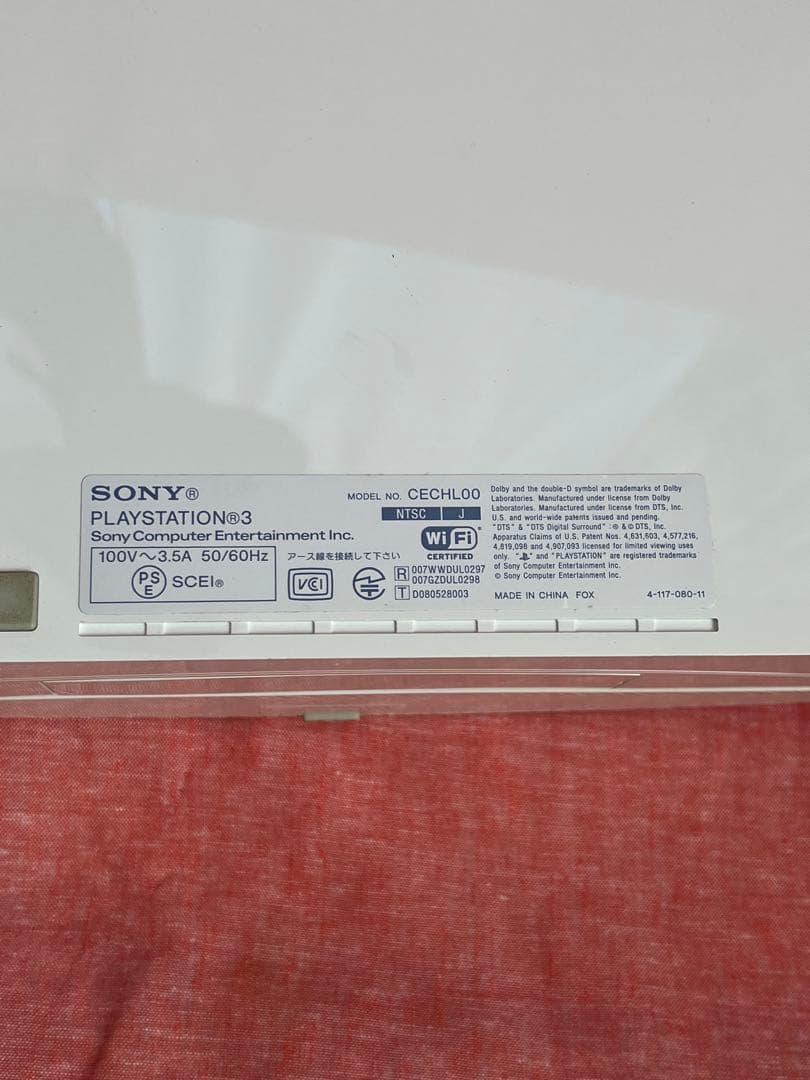 SONY®
MODEL NO. CECHL00
PLAYSTATION®3
NTSC J
Sony Computer Entertainment Inc.
100V～3.5A 50/60Hz
PSE SCEI®
アース線を接続して下さい
VCCI
Wi Fi®
CERTIFIED
R 007WWDUL0297
007GZDUL0298
T D080528003
Dolby and the double-D symbol are trademarks of Dolby
Laboratories. Manufactured under license from Dolby
Laboratories. Manufactured under license from DTS, Inc.
U.S. and world-wide patents issued and pending.
"DTS" & "DTS Digital Surround" :® & © DTS, Inc.
Apparatus Claims of U.S. Patent Nos. 4,631,603, 4,577,216,
4,819,098 and 4,907,093 licensed for limited viewing uses
only. " " and "PLAYSTATION" are registered trademarks
of Sony Computer Entertainment Inc.
© Sony Computer Entertainment Inc.
MADE IN CHINA FOX
4-117-080-11